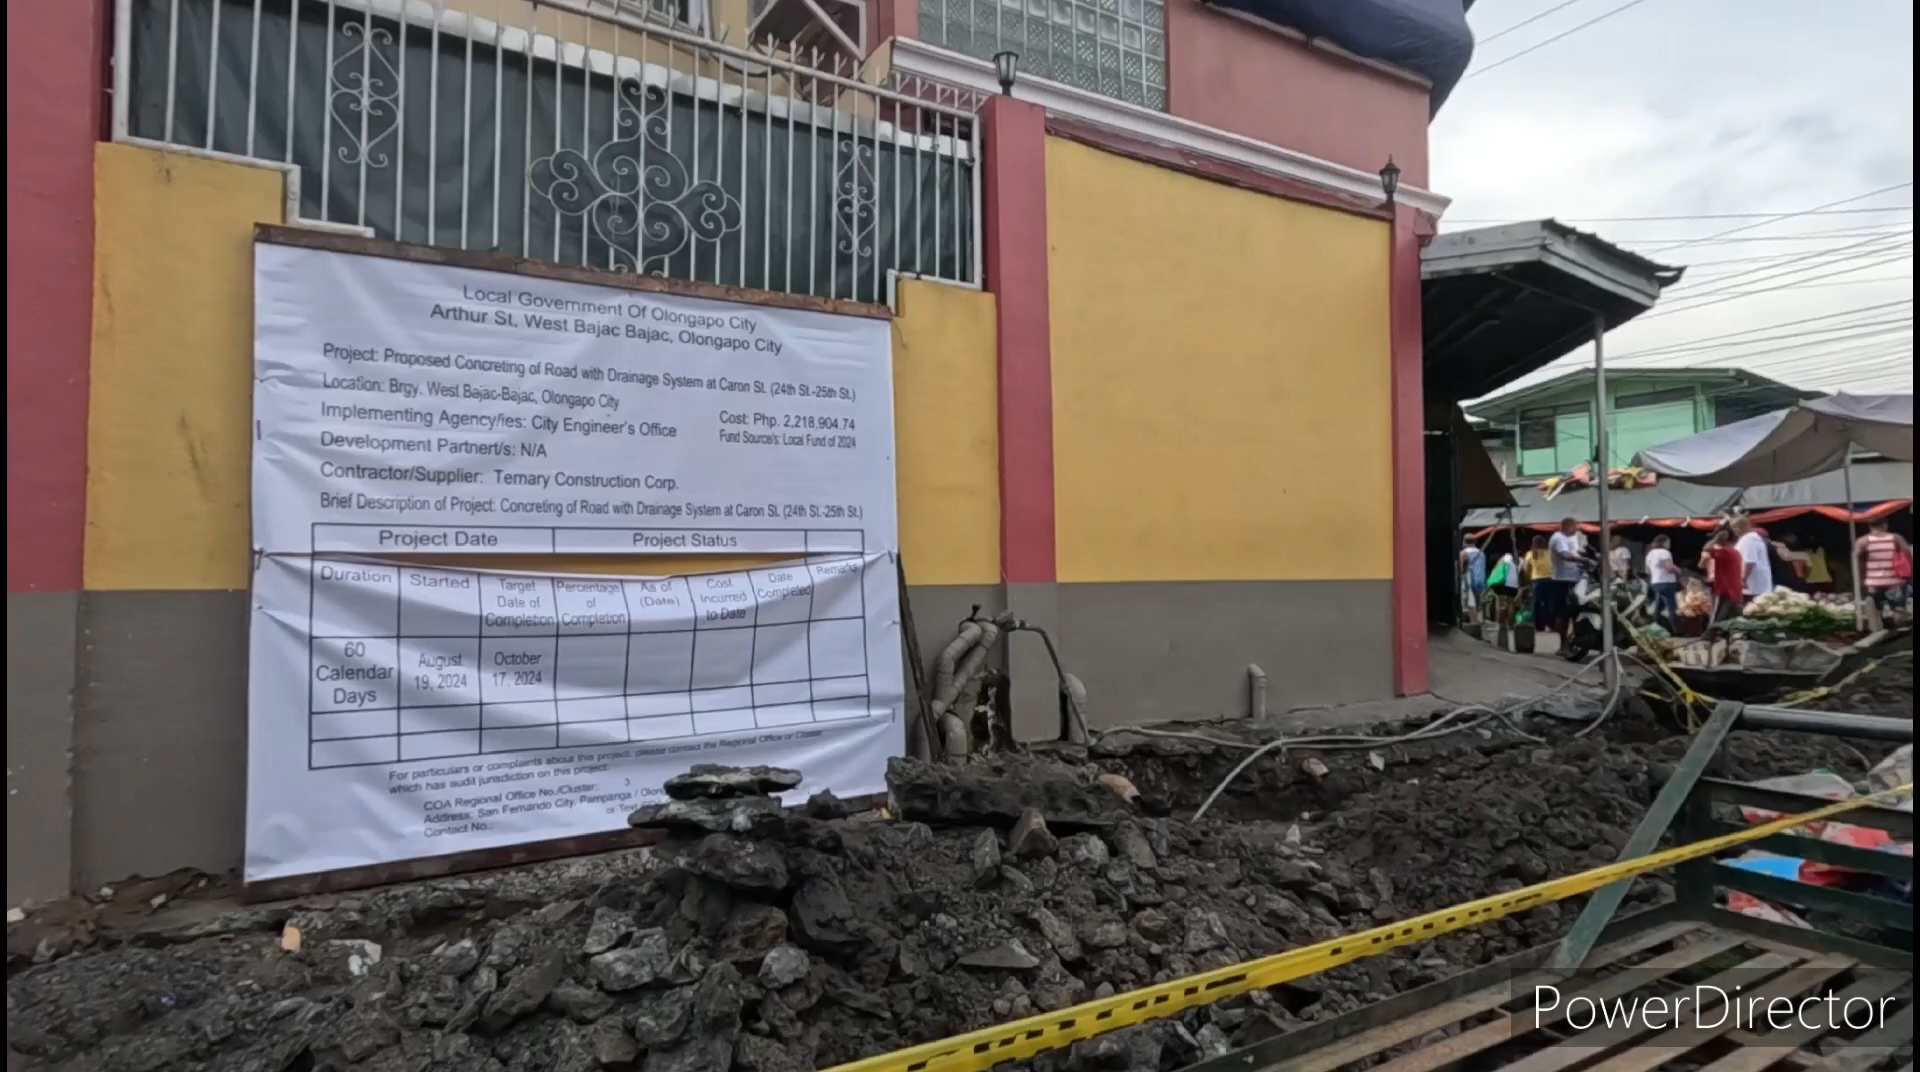 Local Government Of Olongapo City
Arthur St, West Bajac Bajac, Olongapo City
Project: Proposed Concreting of Road with Drainage System at Caron St. (24th St.-25th St.)
Location: Brgy. West Bajac-Bajac, Olongapo City
Implementing Agency/ies: City Engineer's Office
Cost: Php. 2,218,904.74
Development Partnert/s: N/A
Fund Source/s: Local Fund of 2024
Contractor/Supplier: Ternary Construction Corp.
Brief Description of Project: Concreting of Road with Drainage System at Caron St. (24th St.-25th St.)
Project Date
Project Status
Duration
Started
Target
Date of
Completion
Percentage
of
Completion
As of
(Date)
Cost
Incurred
to Date
Date
Completed
Remarks
60
Calendar
Days
August
19, 2024
October
17, 2024
For particulars or complaints about this project, please contact the Regional Office or Cluster
which has audit jurisdiction on this project.
COA Regional Office No./Cluster: 3
Address: San Fernando City, Pampanga /
Contact No.: or Text
PowerDirector